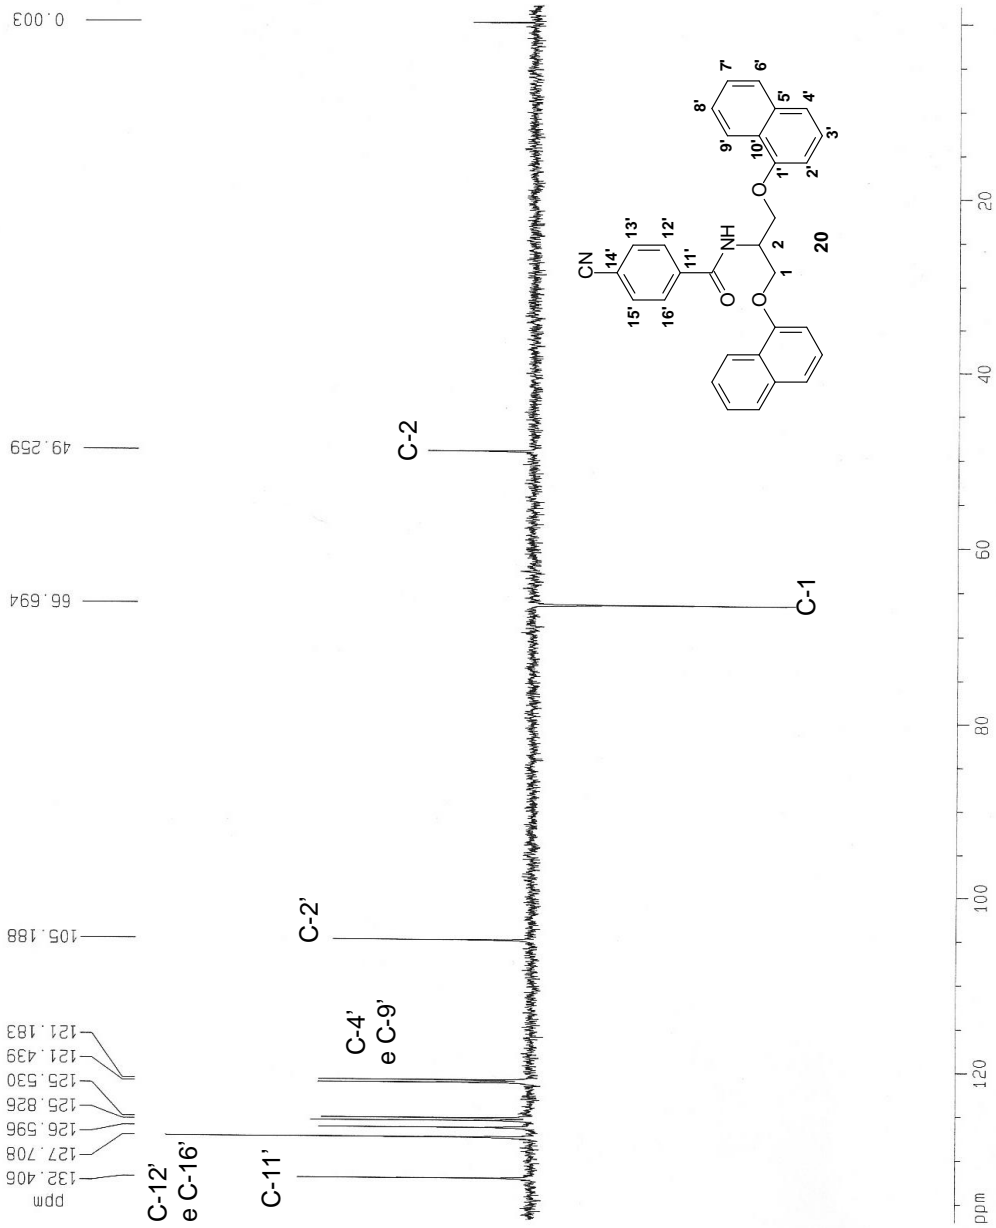 ppm
132.406
127.708
126.596
125.826
125.530
121.439
121.183
105.188
66.694
49.259
0.003
C-12'
e C-16'
C-11'
C-4'
e C-9'
C-2'
C-1
C-2
CN
14'
15'
13'
16'
12'
11'
O
NH
O
1
2
O
20
1'
2'
3'
4'
5'
6'
7'
8'
9'
10'
ppm
120
100
80
60
40
20